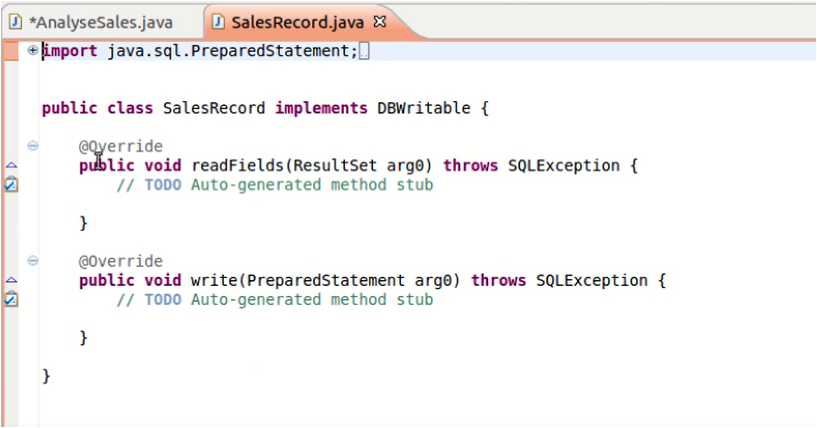 *AnalyseSales.java SalesRecord.java
import java.sql.PreparedStatement;
public class SalesRecord implements DBWritable {
@Override
public void readFields(ResultSet arg0) throws SQLException {
// TODO Auto-generated method stub
}
@Override
public void write(PreparedStatement arg0) throws SQLException {
// TODO Auto-generated method stub
}
}